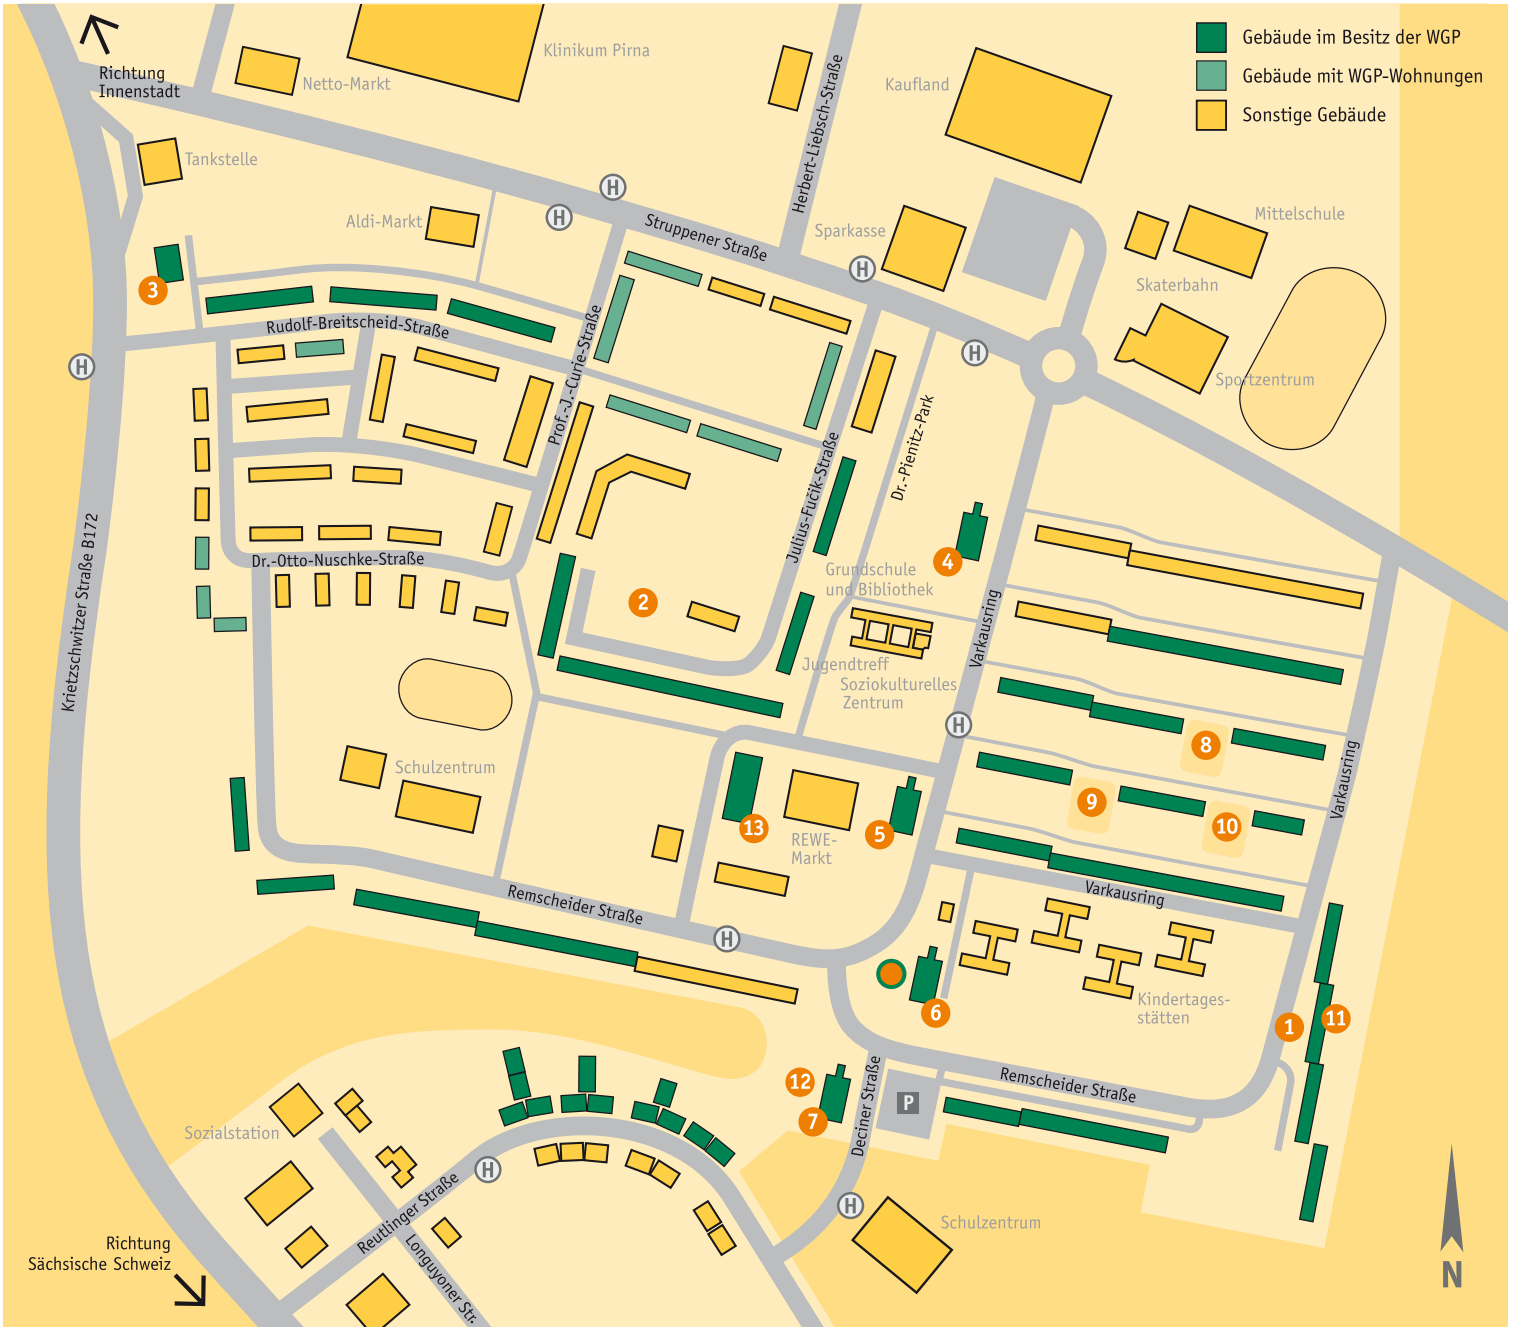 Richtung
Innenstadt
Netto-Markt
Klinikum Pirna
Herbert-Liebsch-Straße
Kaufland
Gebäude im Besitz der WGP
Gebäude mit WGP-Wohnungen
Sonstige Gebäude
Tankstelle
Aldi-Markt
H
H
Struppener Straße
Sparkasse
H
Mittelschule
Skaterbahn
3
Rudolf-Breitscheid-Straße
Prof.-J.-Curie-Straße
H
H
Sportzentrum
Dr.-Pienitz-Park
Julius-Fučik-Straße
Krietzschwitzer Straße B172
Dr.-Otto-Nuschke-Straße
2
4
Grundschule
und Bibliothek
Varkausring
Jugendtreff
Soziokulturelles
Zentrum
H
8
Varkausring
Schulzentrum
9
10
13
REWE-
Markt
5
Remscheider Straße
Varkausring
H
6
Kindertages-
stätten
1
11
12
7
Deciner Straße
P
Remscheider Straße
Sozialstation
H
Reutlinger Straße
Longuyoner Str.
H
Schulzentrum
Richtung
Sächsische Schweiz
N